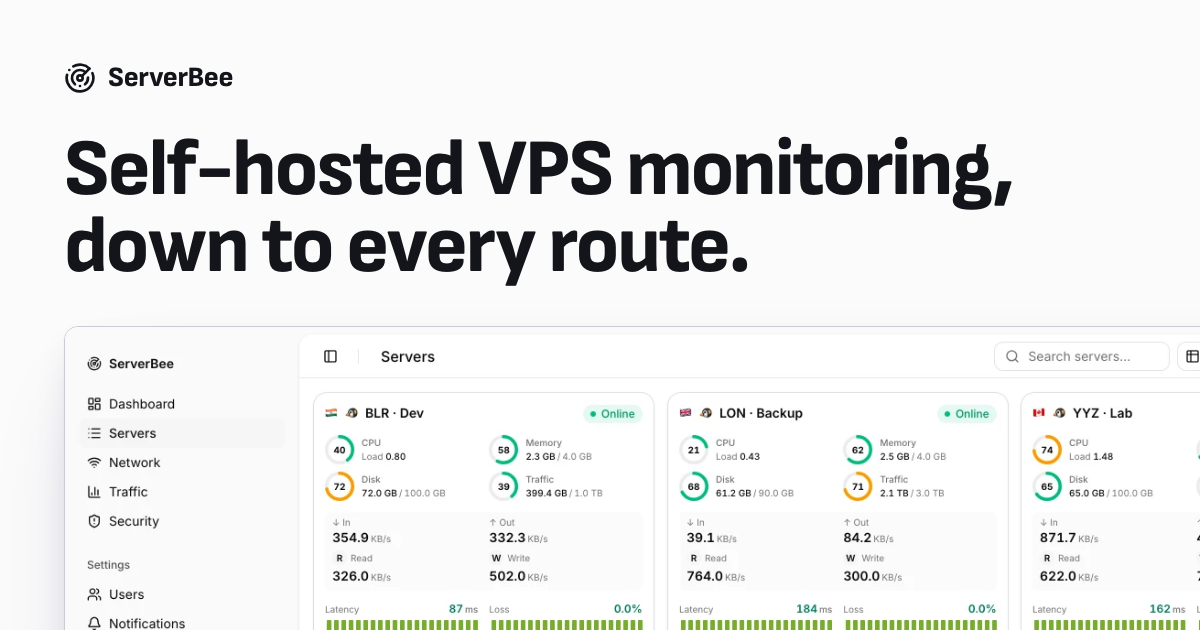 ServerBee
Self-hosted VPS monitoring,
down to every route.
ServerBee
Dashboard
Servers
Network
Traffic
Security
Settings
Users
Notifications
Servers
Search servers...
BLR · Dev
Online
40
CPU
Load 0.80
58
Memory
2.3 GB / 4.0 GB
72
Disk
72.0 GB / 100.0 GB
39
Traffic
399.4 GB / 1.0 TB
↓ In
354.9 KB/s
↑ Out
332.3 KB/s
R Read
326.0 KB/s
W Write
502.0 KB/s
Latency 87 ms
Loss 0.0%
LON · Backup
Online
21
CPU
Load 0.43
62
Memory
2.5 GB / 4.0 GB
68
Disk
61.2 GB / 90.0 GB
71
Traffic
2.1 TB / 3.0 TB
↓ In
39.1 KB/s
↑ Out
84.2 KB/s
R Read
764.0 KB/s
W Write
300.0 KB/s
Latency 184 ms
Loss 0.0%
YYZ · Lab
74
CPU
Load 1.48
65
Disk
65.0 GB / 100.0 GB
↓ In
871.7 KB/s
R Read
622.0 KB/s
Latency 162 ms